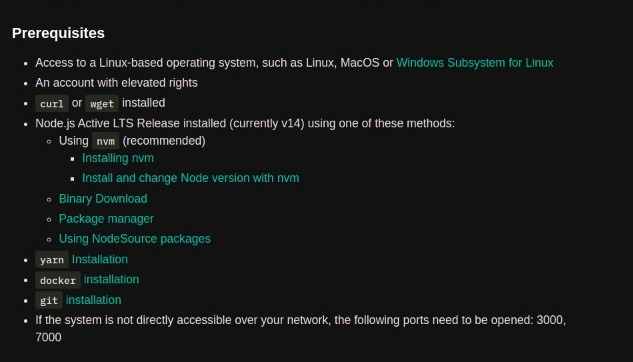 Prerequisites
Access to a Linux-based operating system, such as Linux, MacOS or Windows Subsystem for Linux
An account with elevated rights
curl or wget installed
Node.js Active LTS Release installed (currently v14) using one of these methods:
Using nvm (recommended)
Installing nvm
Install and change Node version with nvm
Binary Download
Package manager
Using NodeSource packages
yarn Installation
docker installation
git installation
If the system is not directly accessible over your network, the following ports need to be opened: 3000,
7000